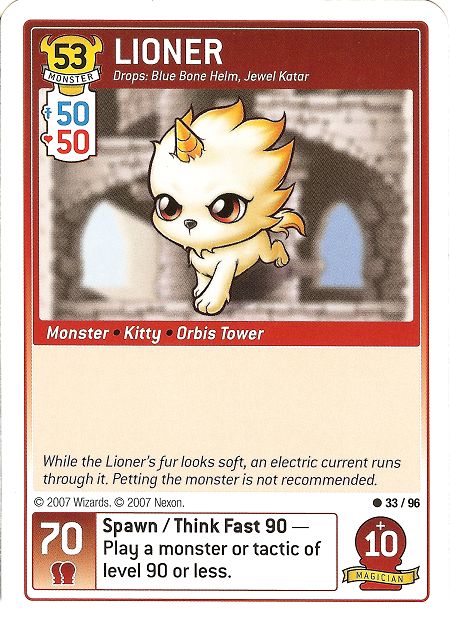 53
MONSTER
LIONER
Drops: Blue Bone Helm, Jewel Katar
50
50
Monster • Kitty • Orbis Tower
While the Lioner's fur looks soft, an electric current runs
through it. Petting the monster is not recommended.
© 2007 Wizards. © 2007 Nexon.
● 33 / 96
70
Spawn / Think Fast 90 —
Play a monster or tactic of
level 90 or less.
+
10
MAGICIAN